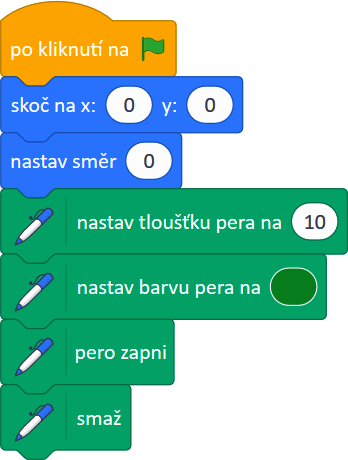 po kliknutí na
skoč na x: 0 y: 0
nastav směr 0
nastav tloušťku pera na 10
nastav barvu pera na
pero zapni
smaž